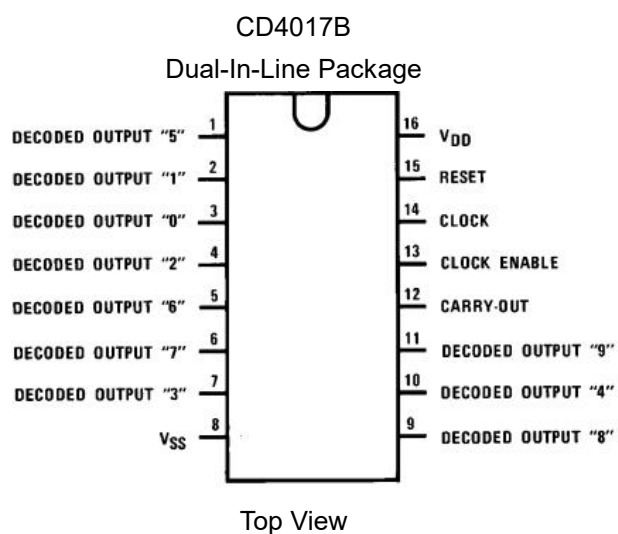 CD4017B
Dual-In-Line Package
DECODED OUTPUT "5" 1
16 VDD
DECODED OUTPUT "1" 2
15 RESET
DECODED OUTPUT "0" 3
14 CLOCK
DECODED OUTPUT "2" 4
13 CLOCK ENABLE
DECODED OUTPUT "6" 5
12 CARRY-OUT
DECODED OUTPUT "7" 6
11 DECODED OUTPUT "9"
DECODED OUTPUT "3" 7
10 DECODED OUTPUT "4"
VSS 8
9 DECODED OUTPUT "8"
Top View